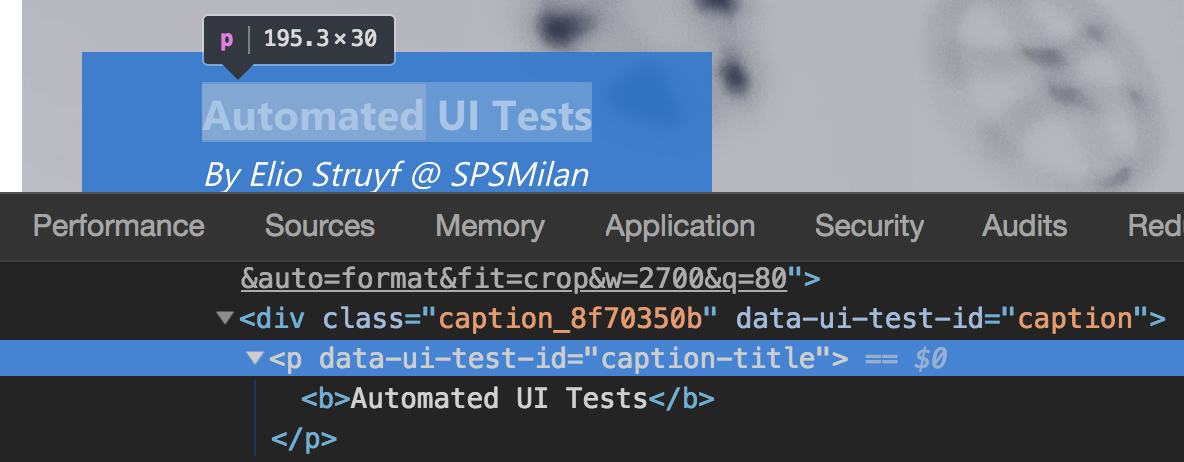 p 195.3×30
Automated UI Tests
By Elio Struyf @ SPSMilan
Performance Sources Memory Application Security Audits Red
&auto=format&fit=crop&w=2700&q=80">
<div class="caption_8f70350b" data-ui-test-id="caption">
<p data-ui-test-id="caption-title"> == $0
<b>Automated UI Tests</b>
</p>